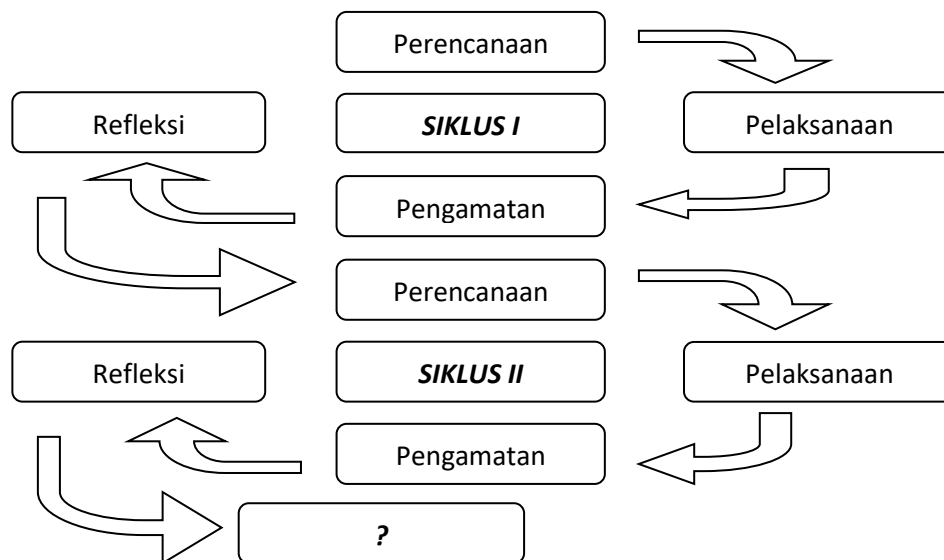 Perencanaan
Refleksi
SIKLUS I
Pelaksanaan
Pengamatan
Perencanaan
Refleksi
SIKLUS II
Pelaksanaan
Pengamatan
?